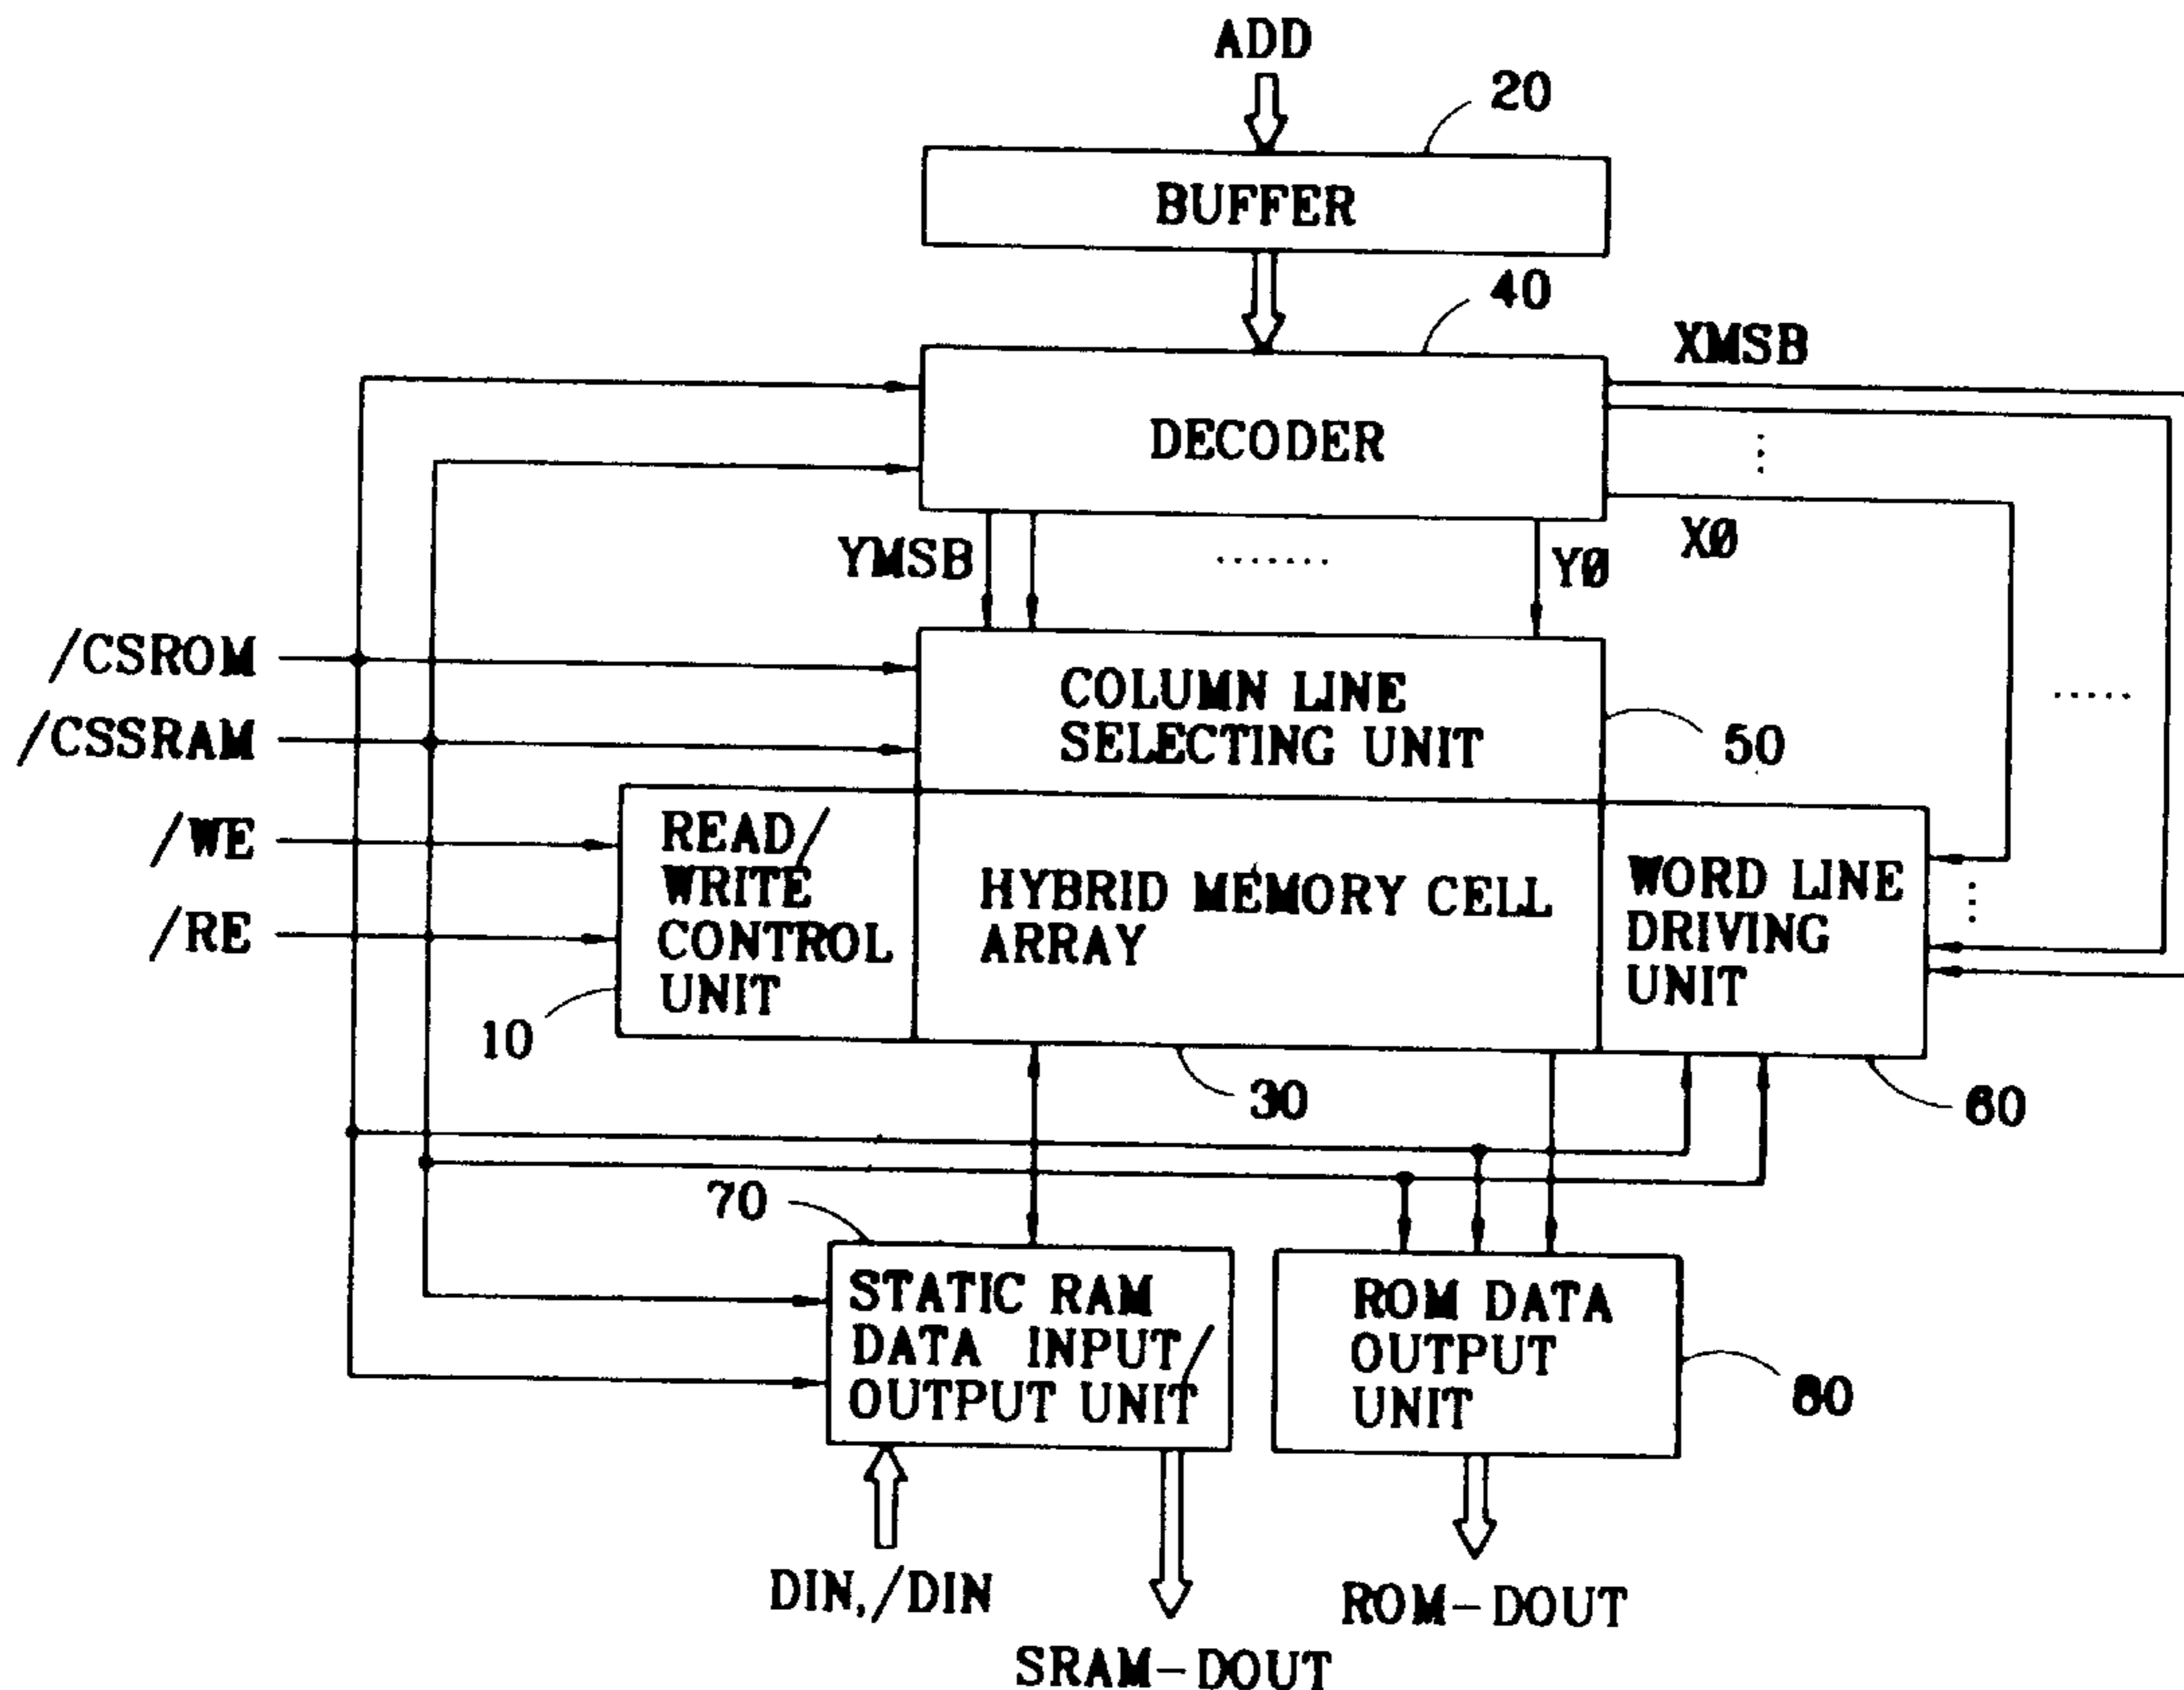 ADD
20
BUFFER
40
XMSB
DECODER
YMSB
.......
Y0
X0
/CSROM
/CSSRAM
COLUMN LINE
SELECTING UNIT
50
/WE
/RE
READ/
WRITE
CONTROL
UNIT
HYBRID MEMORY CELL
ARRAY
WORD LINE
DRIVING
UNIT
10
30
60
70
STATIC RAM
DATA INPUT/
OUTPUT UNIT
ROM DATA
OUTPUT
UNIT
80
DIN,/DIN
ROM-DOUT
SRAM-DOUT